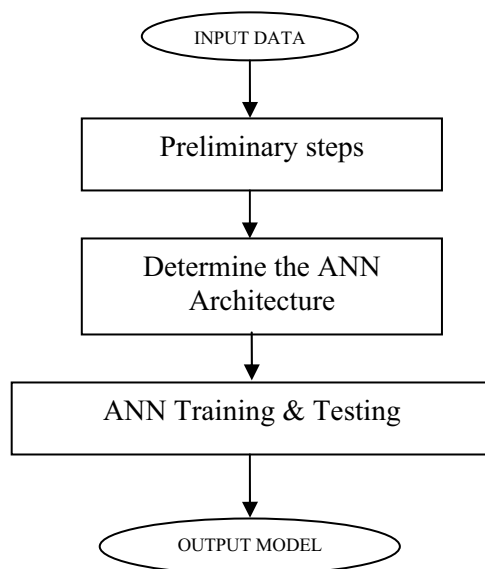 INPUT DATA
Preliminary steps
Determine the ANN
Architecture
ANN Training & Testing
OUTPUT MODEL